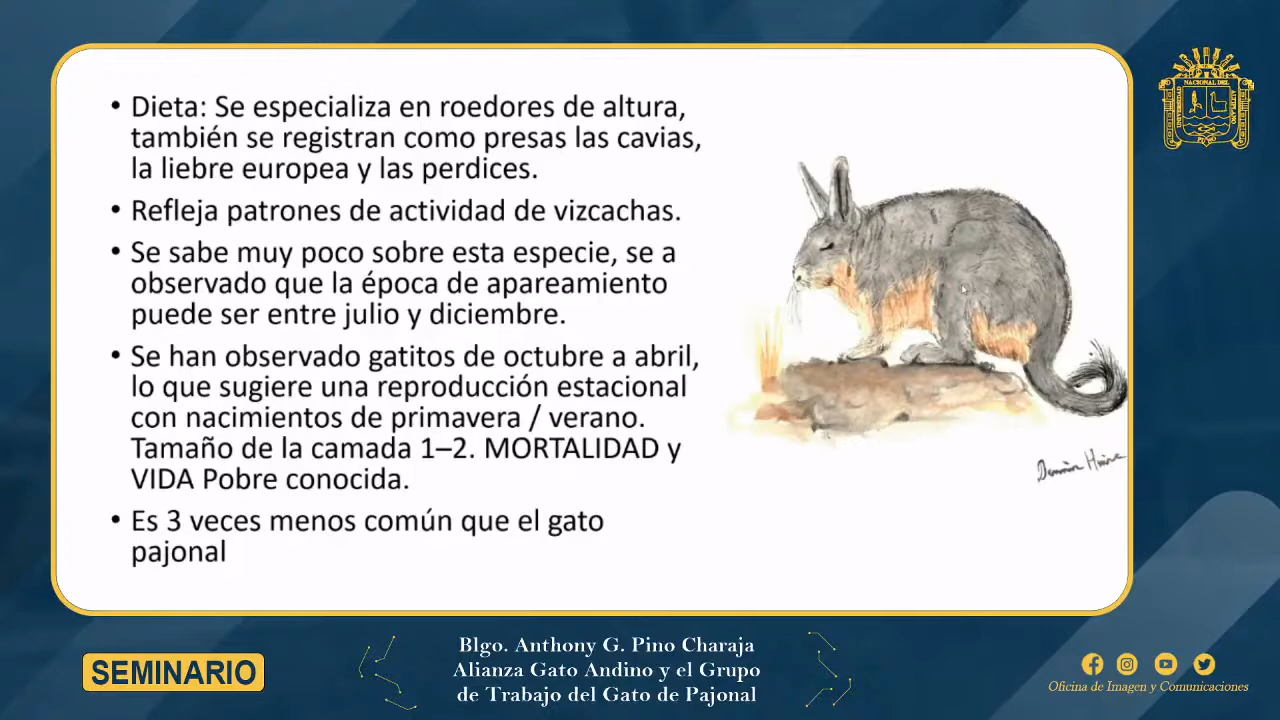 • Dieta: Se especializa en roedores de altura,
también se registran como presas las cavias,
la liebre europea y las perdices.
• Refleja patrones de actividad de vizcachas.
• Se sabe muy poco sobre esta especie, se a
observado que la época de apareamiento
puede ser entre julio y diciembre.
• Se han observado gatitos de octubre a abril,
lo que sugiere una reproducción estacional
con nacimientos de primavera / verano.
Tamaño de la camada 1–2. MORTALIDAD y
VIDA Pobre conocida.
• Es 3 veces menos común que el gato
pajonal
SEMINARIO
Blgo. Anthony G. Pino Charaja
Alianza Gato Andino y el Grupo
de Trabajo del Gato de Pajonal
Oficina de Imagen y Comunicaciones
NACIONAL DEL
UNIVERSIDAD
ALTIPLANO
PUNO